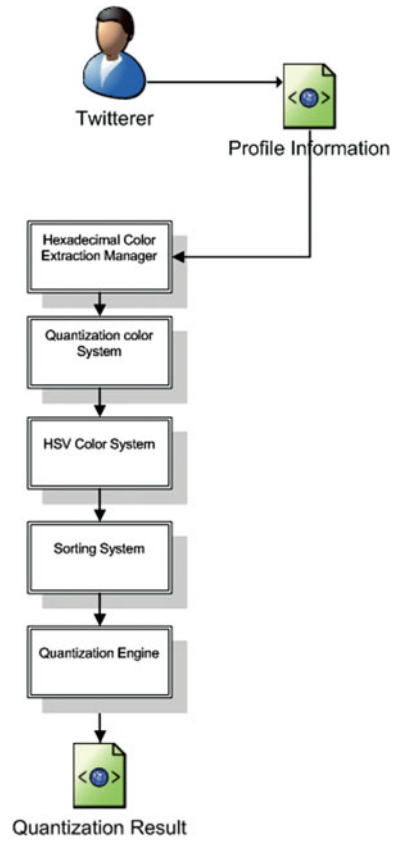 Twitterer
Profile Information
Hexadecimal Color
Extraction Manager
Quantization color
System
HSV Color System
Sorting System
Quantization Engine
Quantization Result